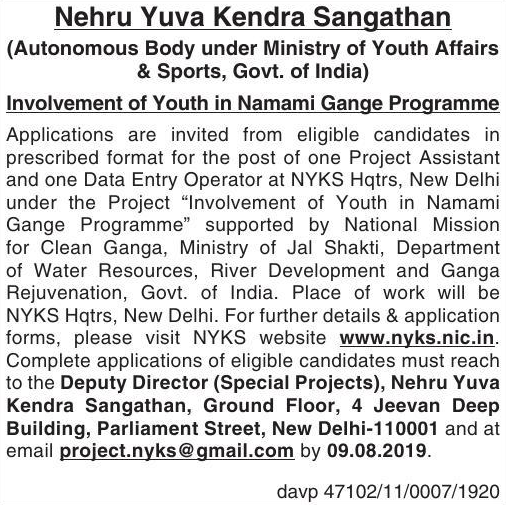 Nehru Yuva Kendra Sangathan
(Autonomous Body under Ministry of Youth Affairs
& Sports, Govt. of India)
Involvement of Youth in Namami Gange Programme
Applications are invited from eligible candidates in
prescribed format for the post of one Project Assistant
and one Data Entry Operator at NYKS Hqtrs, New Delhi
under the Project “Involvement of Youth in Namami
Gange Programme” supported by National Mission
for Clean Ganga, Ministry of Jal Shakti, Department
of Water Resources, River Development and Ganga
Rejuvenation, Govt. of India. Place of work will be
NYKS Hqtrs, New Delhi. For further details & application
forms, please visit NYKS website www.nyks.nic.in.
Complete applications of eligible candidates must reach
to the Deputy Director (Special Projects), Nehru Yuva
Kendra Sangathan, Ground Floor, 4 Jeevan Deep
Building, Parliament Street, New Delhi-110001 and at
email project.nyks@gmail.com by 09.08.2019.
davp 47102/11/0007/1920